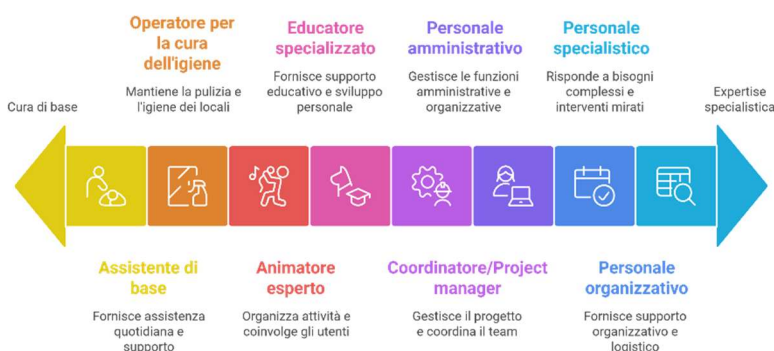 Operatore per
la cura
dell'igiene
Mantiene la pulizia e
l'igiene dei locali
Educatore
specializzato
Fornisce supporto
educativo e sviluppo
personale
Personale
amministrativo
Gestisce le funzioni
amministrative e
organizzative
Personale
specialistico
Risponde a bisogni
complessi e
interventi mirati
Cura di base
Expertise
specialistica
Assistente di
base
Fornisce assistenza
quotidiana e
supporto
Animatore
esperto
Organizza attività e
coinvolge gli utenti
Coordinatore/Project
manager
Gestisce il progetto
e coordina il team
Personale
organizzativo
Fornisce supporto
organizzativo e
logistico